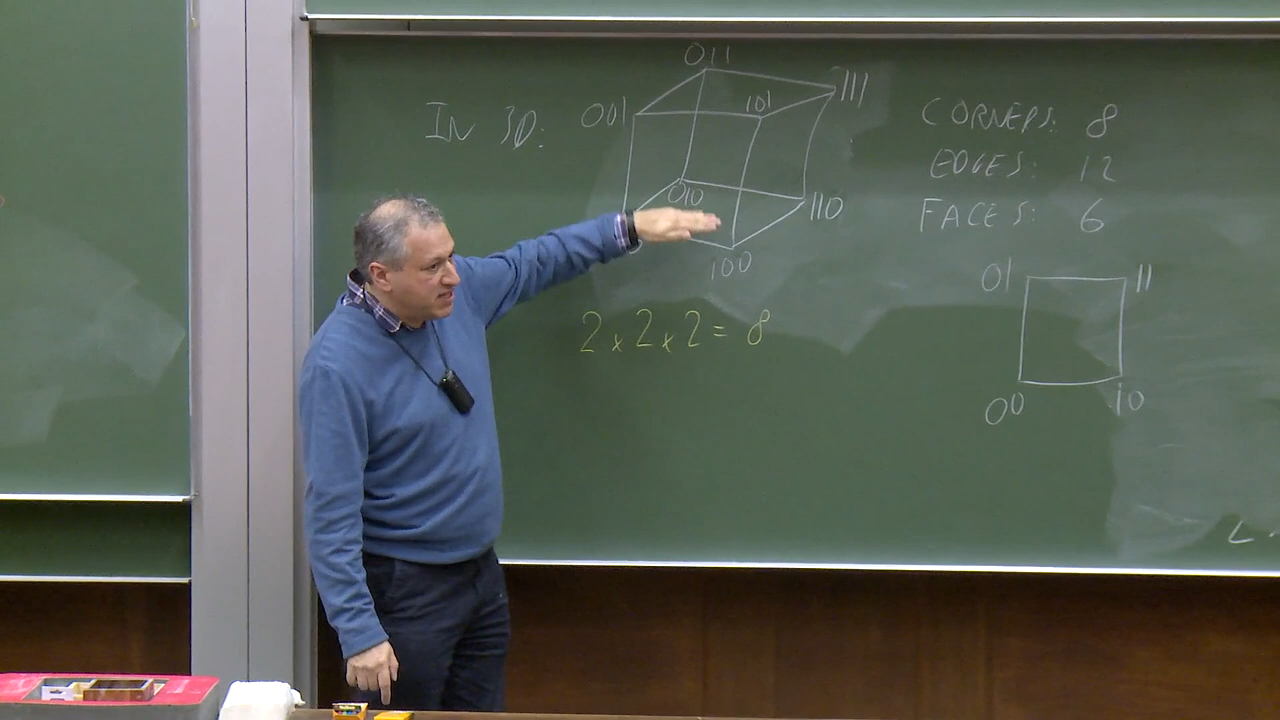 IN 3D:
011
111
001
101
010
110
100
CORNERS: 8
EDGES: 12
FACES: 6
01
11
00
10
2 x 2 x 2 = 8